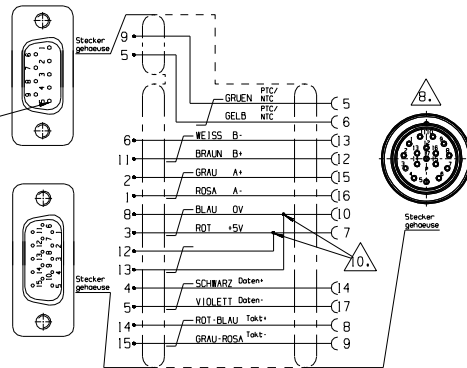 Stecker
gehaeuse
9
5
GRUEN PTC/
NTC
5
GELB PTC/
NTC
6
6 WEISS B- 13
11 BRAUN B+ 12
2 GRAU A+ 15
1 ROSA A- 16
8 BLAU 0V 10
3 ROT +5V 7
12
13
4 SCHWARZ Daten+ 14
5 VIOLETT Daten- 17
14 ROT-BLAU Takt+ 8
15 GRAU-ROSA Takt- 9
8.
10.
Stecker
gehaeuse
Stecker
gehaeuse